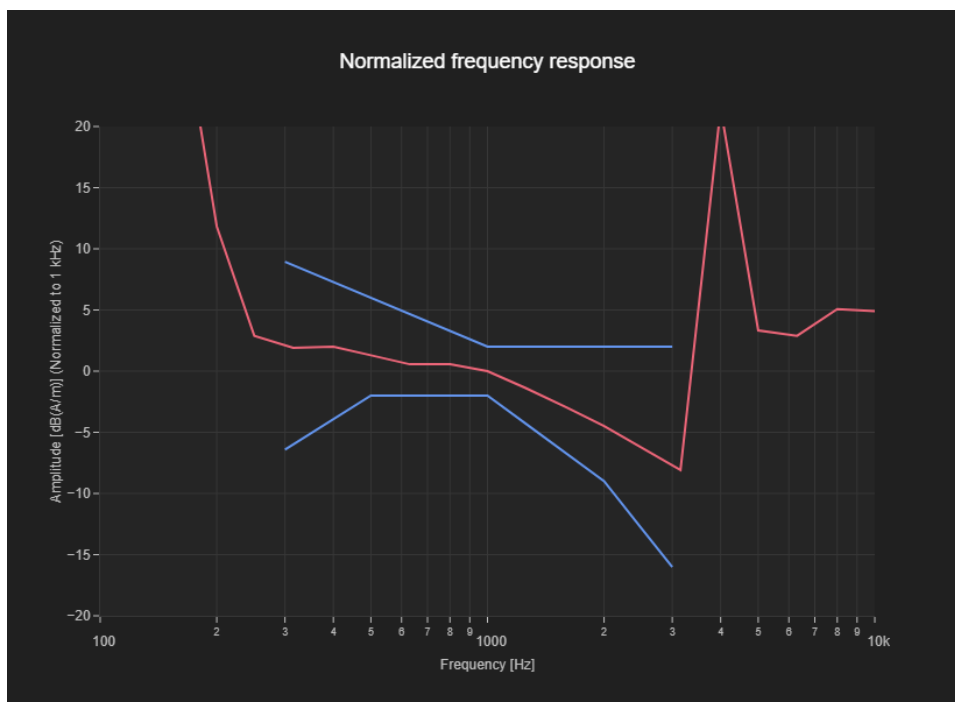 Normalized frequency response
Amplitude [dB(A/m)] (Normalized to 1 kHz)
20
15
10
5
0
−5
−10
−15
−20
100 2 3 4 5 6 7 8 9 1000 2 3 4 5 6 7 8 9 10k
Frequency [Hz]